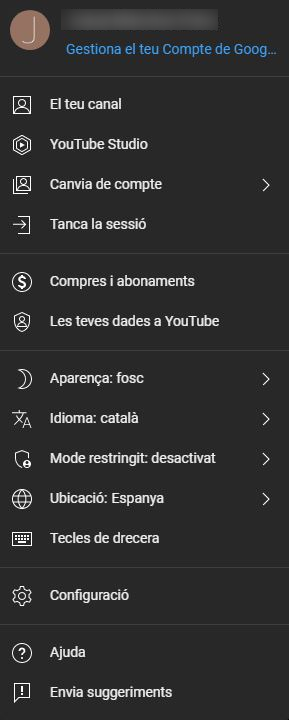 J
Gestiona el teu Compte de Goog...
El teu canal
YouTube Studio
Canvia de compte
Tanca la sessió
Compres i abonaments
Les teves dades a YouTube
Aparença: fosc
Idioma: català
Mode restringit: desactivat
Ubicació: Espanya
Tecles de drecera
Configuració
Ajuda
Envia suggeriments